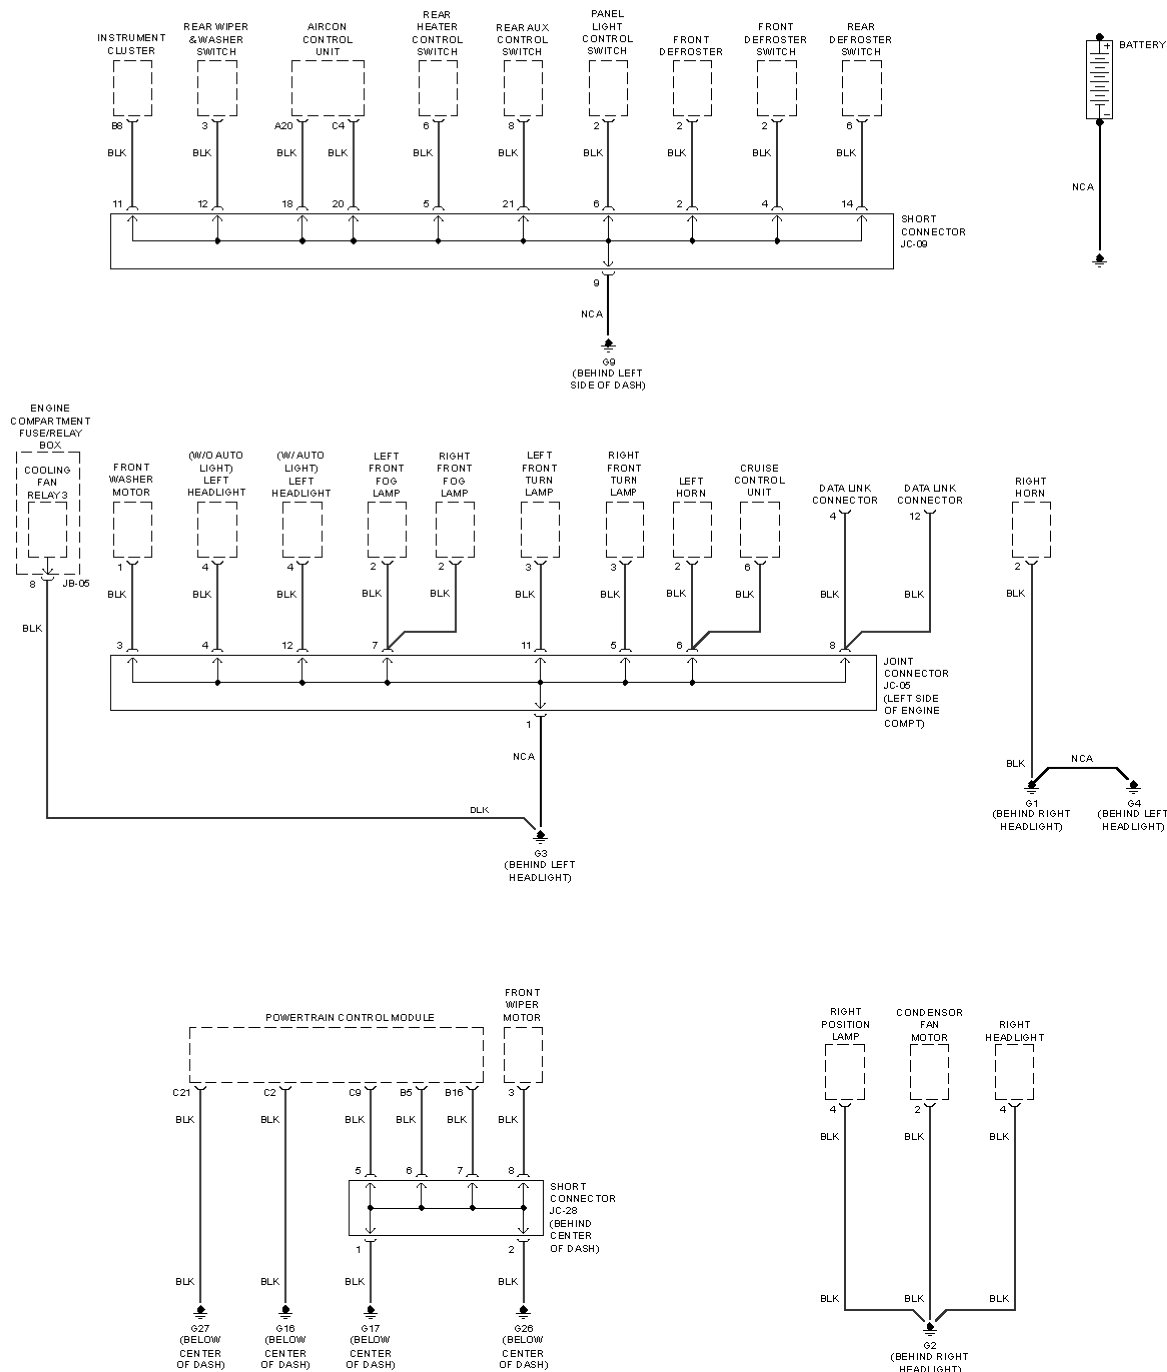 INSTRUMENT
CLUSTER
REAR WIPER
& WASHER
SWITCH
AIRCON
CONTROL
UNIT
REAR
HEATER
CONTROL
SWITCH
REAR AUX
CONTROL
SWITCH
PANEL
LIGHT
CONTROL
SWITCH
FRONT
DEFROSTER
FRONT
DEFROSTER
SWITCH
REAR
DEFROSTER
SWITCH
+ BATTERY
-
B8 3 A20 C4 6 8 2 2 2 6
BLK BLK BLK BLK BLK BLK BLK BLK BLK BLK
NCA
11 12 18 20 5 21 6 2 4 14
SHORT
CONNECTOR
JC-09
9
NCA
G9
(BEHIND LEFT
SIDE OF DASH)
ENGINE
COMPARTMENT
FUSE/RELAY
BOX
COOLING
FAN
RELAY 3
FRONT
WASHER
MOTOR
(W/O AUTO
LIGHT)
LEFT
HEADLIGHT
(W/ AUTO
LIGHT)
LEFT
HEADLIGHT
LEFT
FRONT
FOG
LAMP
RIGHT
FRONT
FOG
LAMP
LEFT
FRONT
TURN
LAMP
RIGHT
FRONT
TURN
LAMP
LEFT
HORN
CRUISE
CONTROL
UNIT
DATA LINK
CONNECTOR
DATA LINK
CONNECTOR
RIGHT
HORN
4 12
8 JB-05 1 4 4 2 2 3 3 2 6 2
BLK BLK BLK BLK BLK BLK BLK BLK BLK BLK BLK BLK
BLK
3 4 12 7 11 5 6 8
JOINT
CONNECTOR
JC-05
(LEFT SIDE
OF ENGINE
COMPT)
1
NCA
BLK NCA
G1
(BEHIND RIGHT
HEADLIGHT)
G4
(BEHIND LEFT
HEADLIGHT)
BLK
G3
(BEHIND LEFT
HEADLIGHT)
POWERTRAIN CONTROL MODULE
FRONT
WIPER
MOTOR
C21 C2 C9 B5 B16 3
BLK BLK BLK BLK BLK BLK
5 6 7 8
SHORT
CONNECTOR
JC-28
(BEHIND
CENTER
OF DASH)
1 2
BLK BLK BLK BLK
G27
(BELOW
CENTER
OF DASH)
G16
(BELOW
CENTER
OF DASH)
G17
(BELOW
CENTER
OF DASH)
G26
(BELOW
CENTER
OF DASH)
RIGHT
POSITION
LAMP
CONDENSOR
FAN
MOTOR
RIGHT
HEADLIGHT
4 2 4
BLK BLK BLK
BLK BLK BLK
G2
(BEHIND RIGHT
HEADLIGHT)